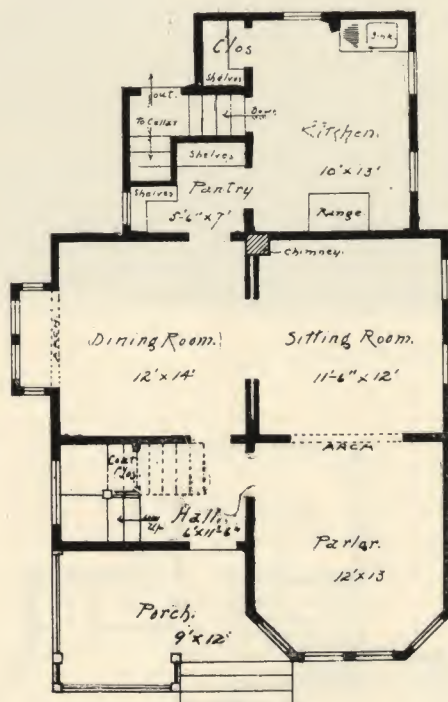 Clos
Shelves
Sink
out.
To Cellar
Down
Kitchen.
10' x 13'
Shelves
Shelves
Pantry
5'-6" x 7'
Range
Chimney.
Dining Room.
12' x 14'
ARCH
Sitting Room.
11'-6" x 12'
ARCH
Coat
Clos.
Up
Hall.
6' x 11'-6"
Parlor.
12' x 13
Porch.
9' x 12'